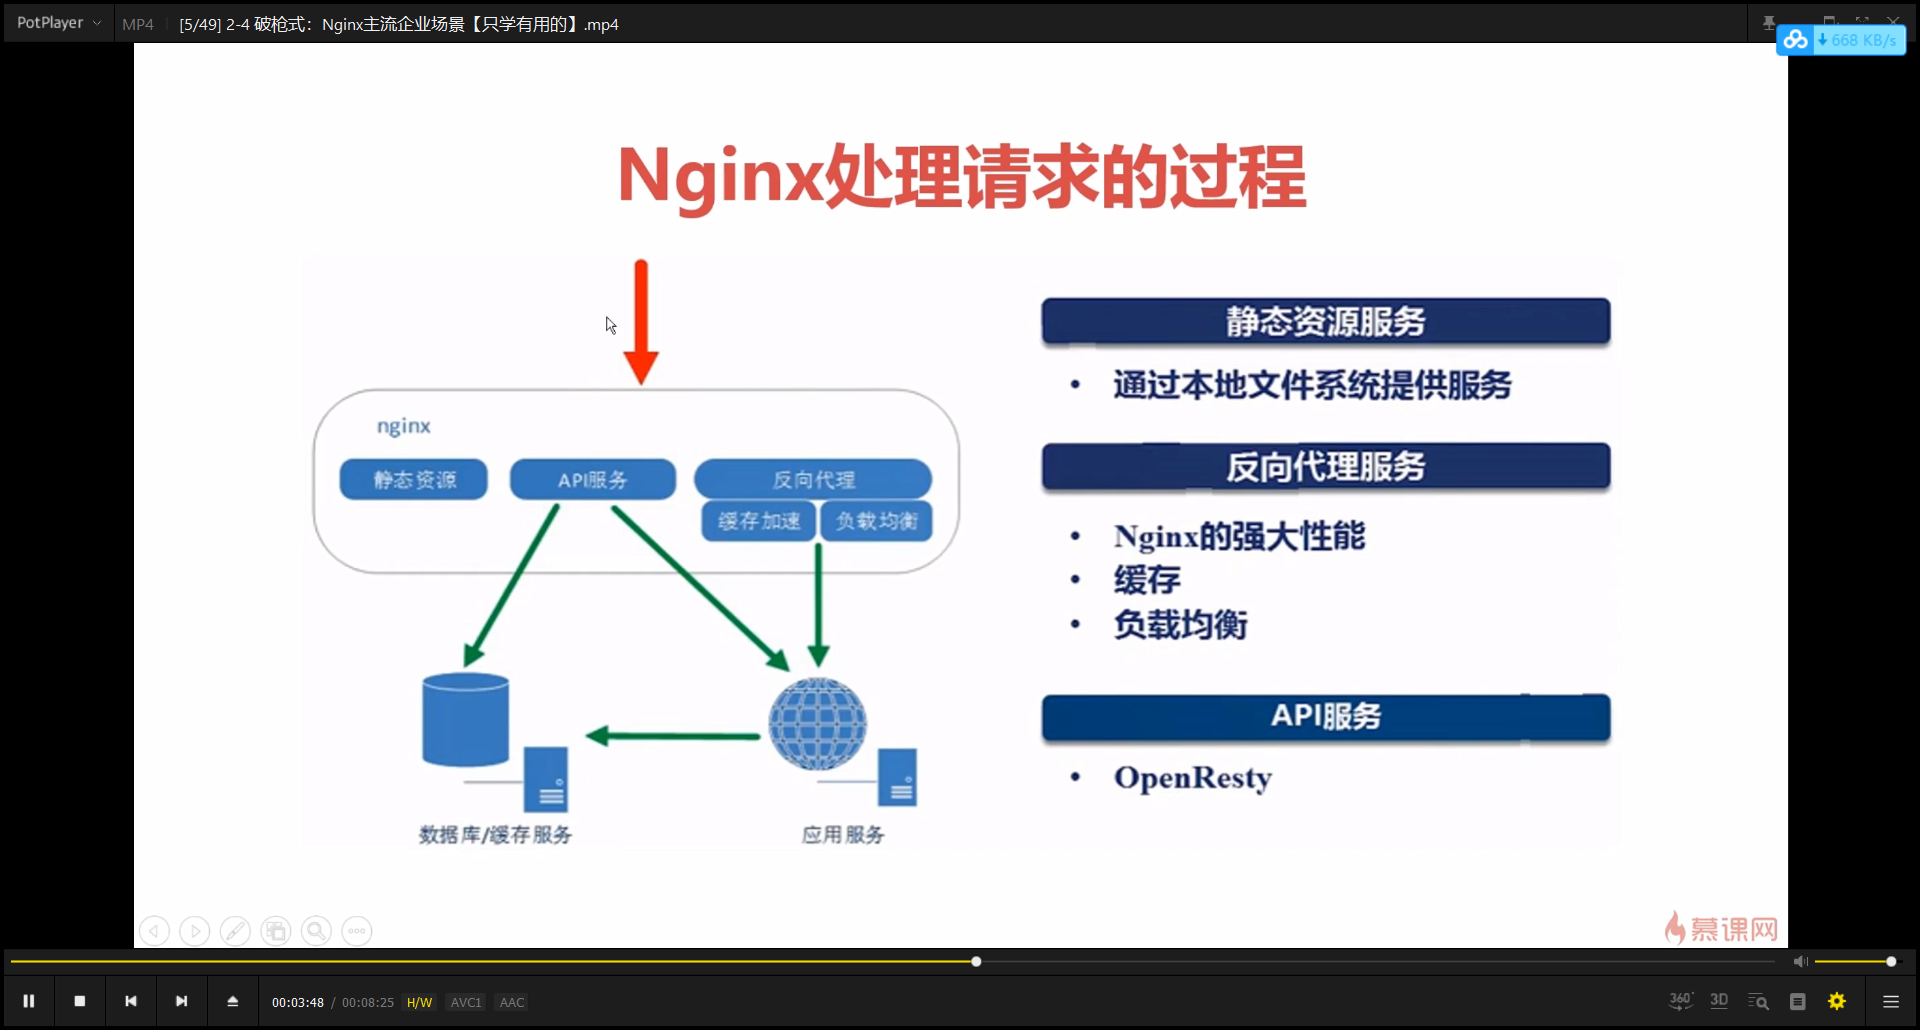 PotPlayer MP4 [5/49] 2-4 破枪式：Nginx主流企业场景【只学有用的】.mp4
668 KB/s
Nginx处理请求的过程
nginx
静态资源 API服务 反向代理
缓存加速 负载均衡
数据库/缓存服务 应用服务
静态资源服务
• 通过本地文件系统提供服务
反向代理服务
• Nginx的强大性能
• 缓存
• 负载均衡
API服务
• OpenResty
慕课网
00:03:48 / 00:08:25 H/W AVC1 AAC
360° 3D